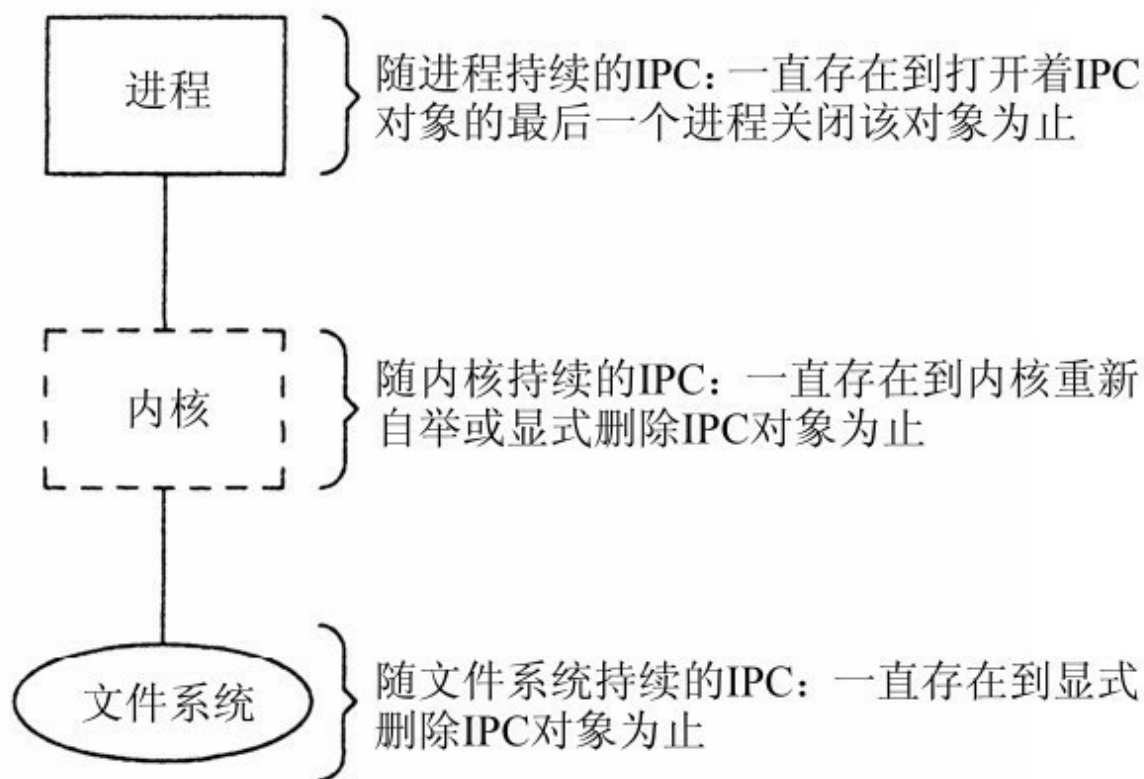 进程
随进程持续的IPC：一直存在到打开着IPC
对象的最后一个进程关闭该对象为止
内核
随内核持续的IPC：一直存在到内核重新
自举或显式删除IPC对象为止
文件系统
随文件系统持续的IPC：一直存在到显式
删除IPC对象为止